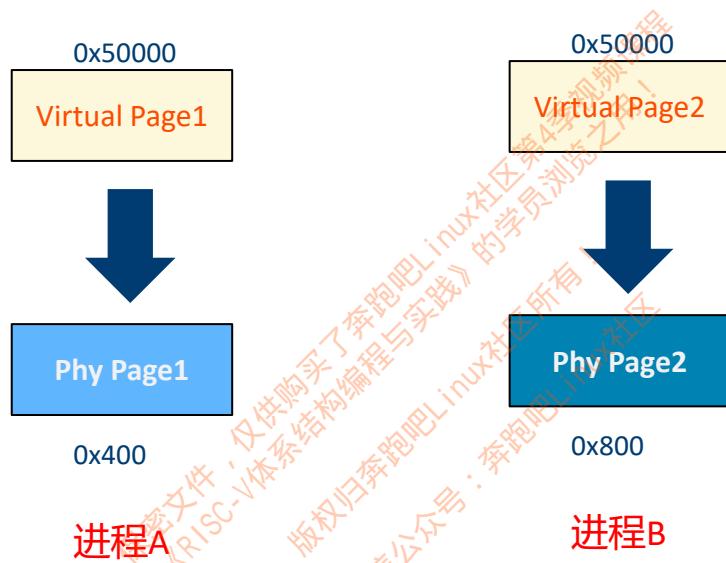 0x50000
Virtual Page1
Phy Page1
0x400
进程A
0x50000
Virtual Page2
Phy Page2
0x800
进程B
密文件，仅供购买了奔跑吧Linux社区第4季视频课程
《RISC-V体系结构编程与实践》的学员浏览之用！
版权归奔跑吧Linux社区所有！
公众号：奔跑吧Linux社区